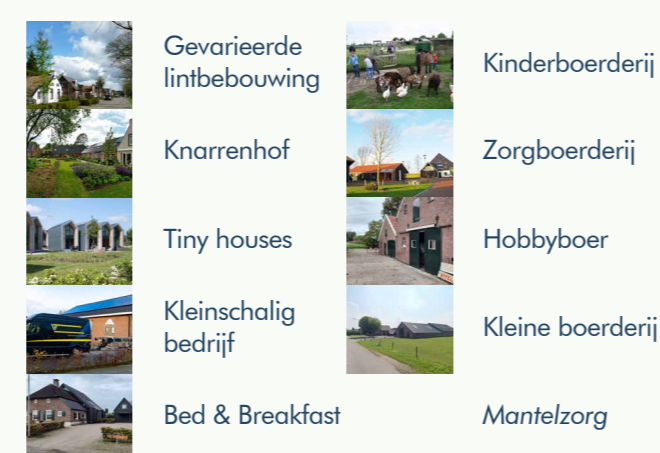 Gevarieerde
lintbebouwing
Knarrenhof
Tiny houses
Kleinschalig
bedrijf
Bed & Breakfast
Kinderboerderij
Zorgboerderij
Hobbyboer
Kleine boerderij
Mantelzorg